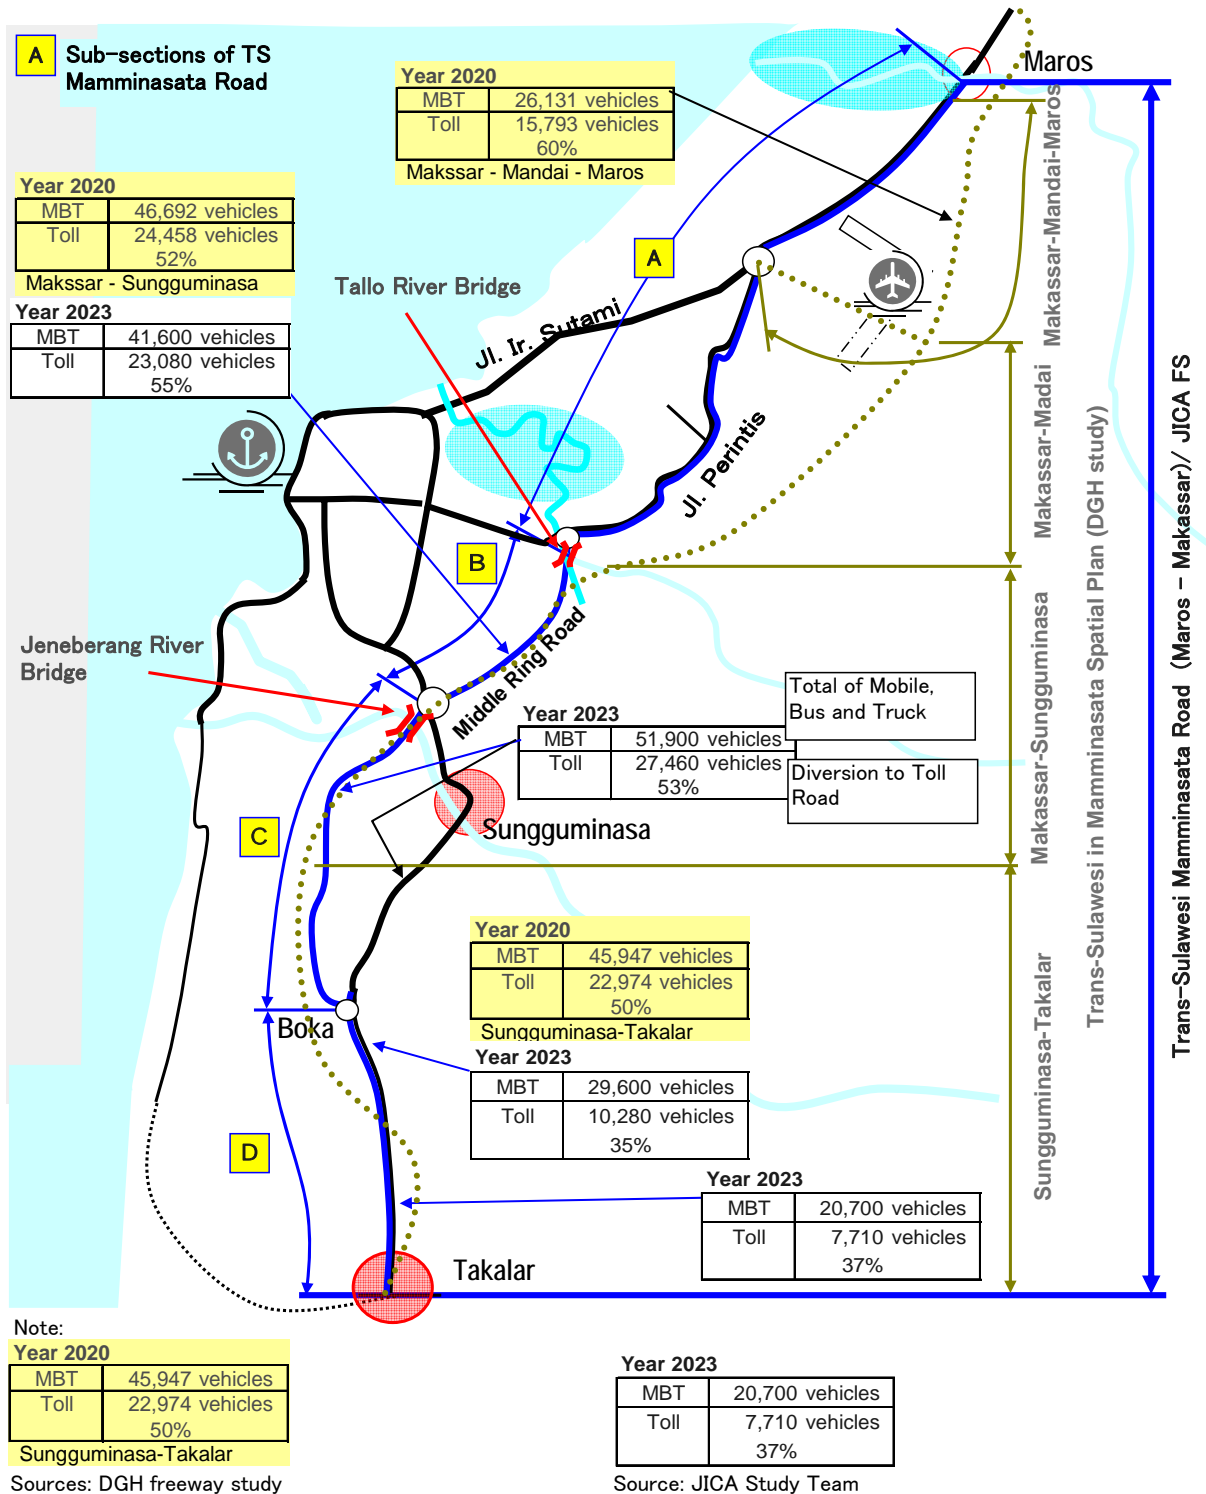 A
Sub-sections of TS
Mamminasata Road
Year 2020
MBT 26,131 vehicles
Toll 15,793 vehicles
60%
Makssar - Mandai - Maros
Maros
Year 2020
MBT 46,692 vehicles
Toll 24,458 vehicles
52%
Makssar - Sungguminasa
Year 2023
MBT 41,600 vehicles
Toll 23,080 vehicles
55%
Tallo River Bridge
A
Jl. Ir. Sutami
Jl. Perintis
B
Jeneberang River
Bridge
Middle Ring Road
Total of Mobile,
Bus and Truck
Year 2023
MBT 51,900 vehicles
Toll 27,460 vehicles
53%
Diversion to Toll
Road
Sungguminasa
C
Year 2020
MBT 45,947 vehicles
Toll 22,974 vehicles
50%
Sungguminasa-Takalar
Boka
Year 2023
MBT 29,600 vehicles
Toll 10,280 vehicles
35%
D
Year 2023
MBT 20,700 vehicles
Toll 7,710 vehicles
37%
Takalar
Makassar-Mandai-Maros
Makassar-Madai
Makassar-Sungguminasa
Sungguminasa-Takalar
Trans-Sulawesi in Mamminasata Spatial Plan (DGH study)
Trans-Sulawesi Mamminasata Road (Maros - Makassar)/ JICA FS
Note:
Year 2020
MBT 45,947 vehicles
Toll 22,974 vehicles
50%
Sungguminasa-Takalar
Sources: DGH freeway study
Year 2023
MBT 20,700 vehicles
Toll 7,710 vehicles
37%
Source: JICA Study Team